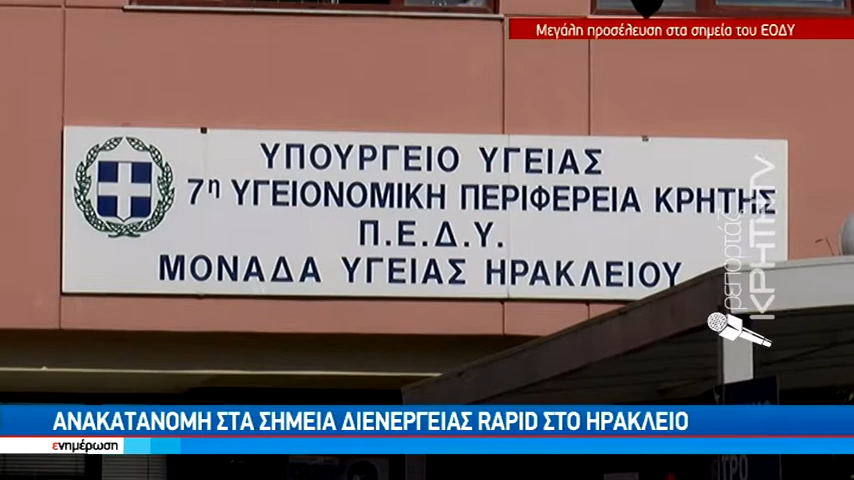 Μεγάλη προσέλευση στα σημεία του ΕΟΔΥ
ΥΠΟΥΡΓΕΙΟ ΥΓΕΙΑΣ
7η ΥΓΕΙΟΝΟΜΙΚΗ ΠΕΡΙΦΕΡΕΙΑ ΚΡΗΤΗΣ
Π.Ε.Δ.Υ.
ΜΟΝΑΔΑ ΥΓΕΙΑΣ ΗΡΑΚΛΕΙΟΥ
ρεπορτάζ
ΚΡΗΤΗ TV
ΑΝΑΚΑΤΑΝΟΜΗ ΣΤΑ ΣΗΜΕΙΑ ΔΙΕΝΕΡΓΕΙΑΣ RAPID ΣΤΟ ΗΡΑΚΛΕΙΟ
ενημέρωση